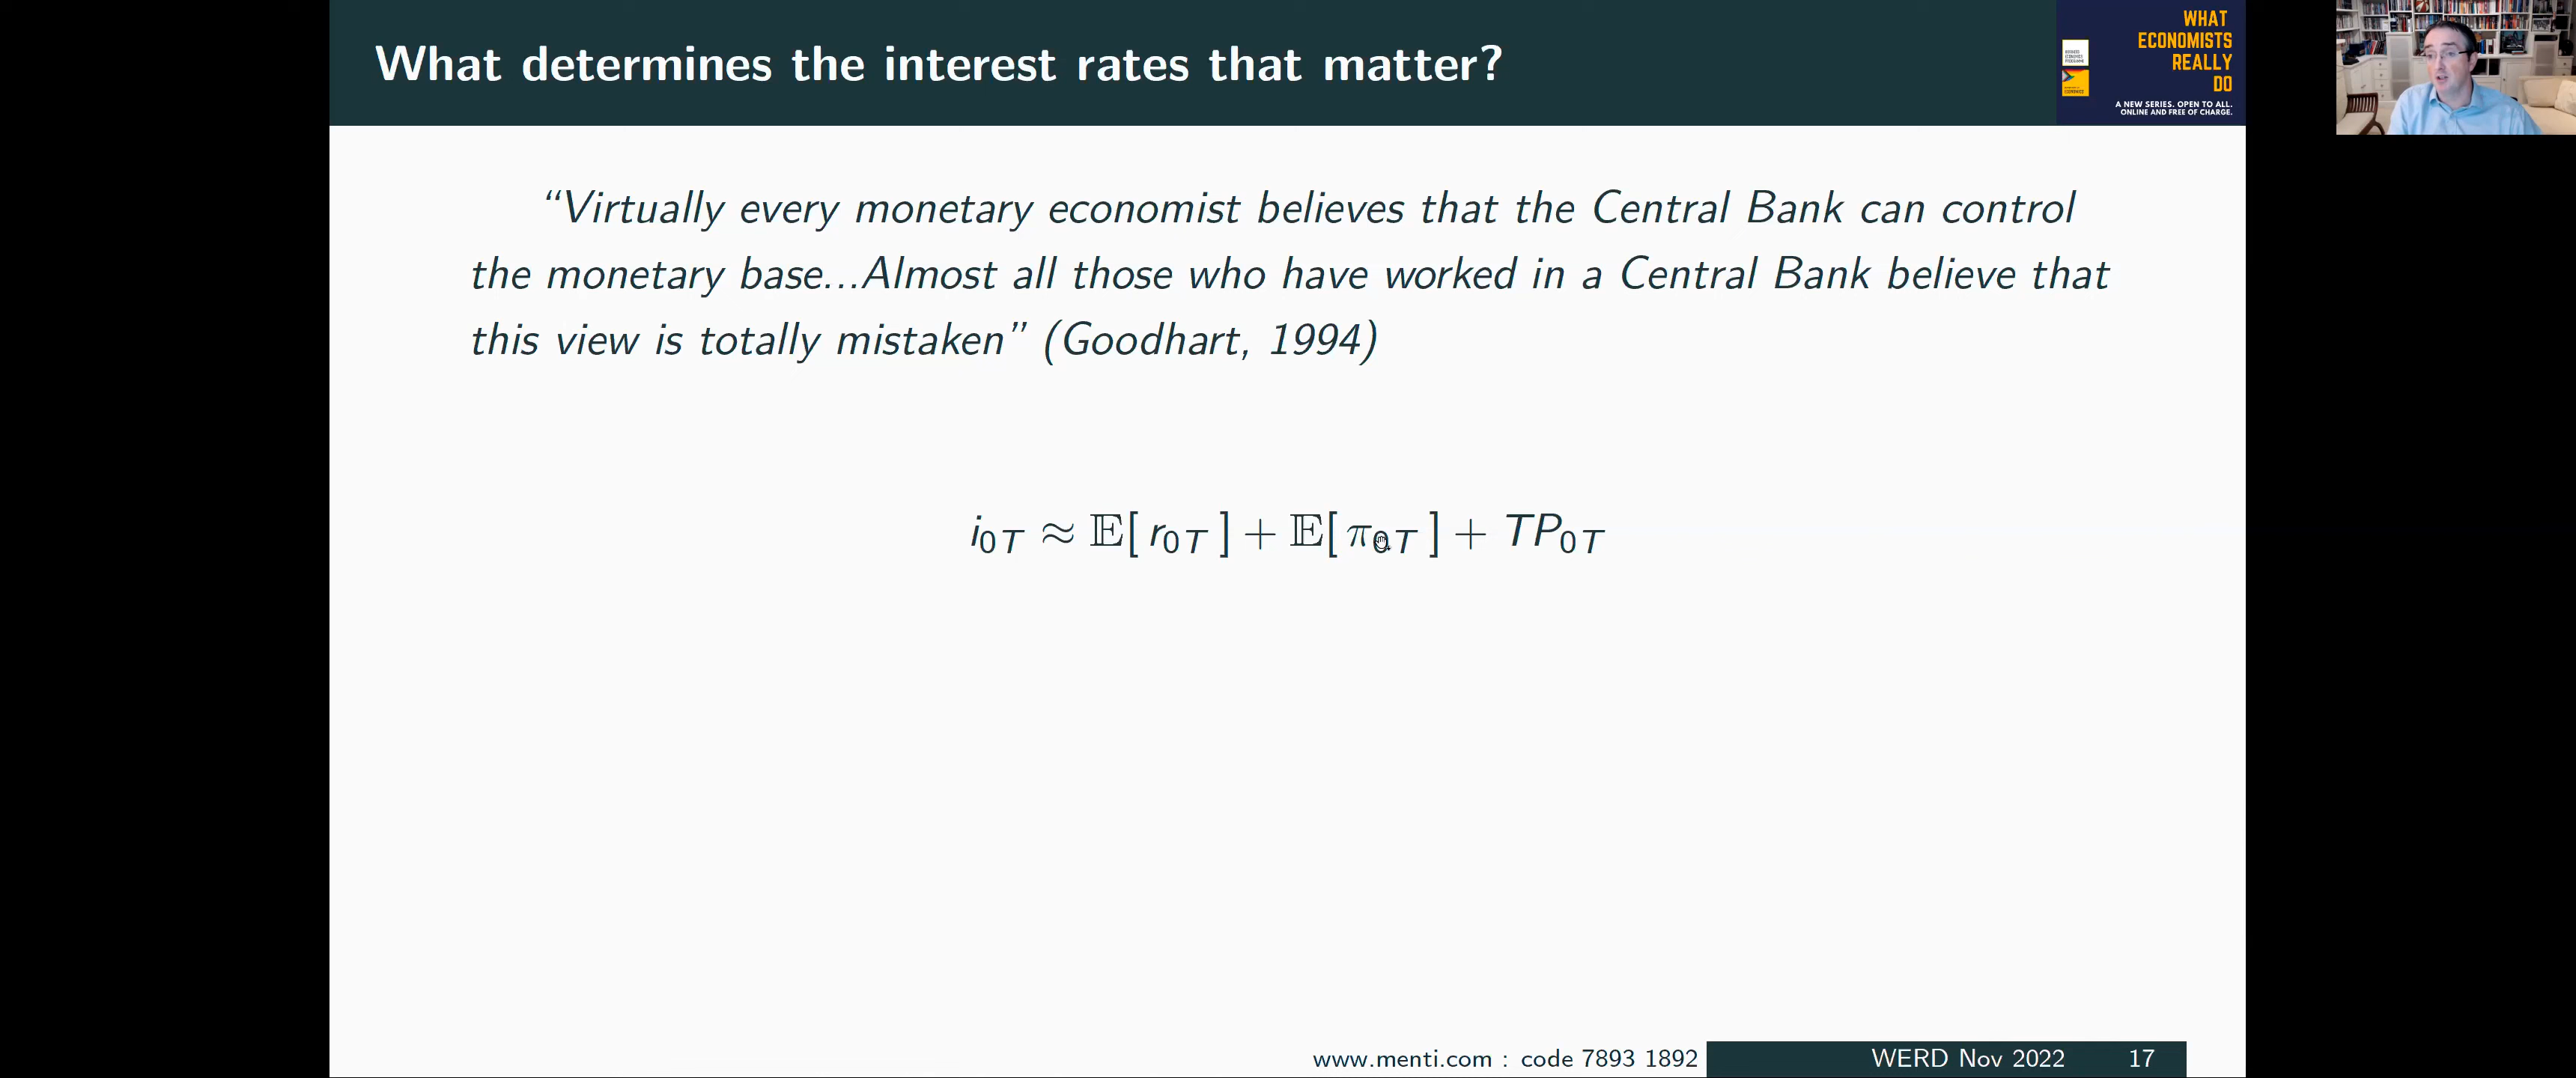 What determines the interest rates that matter?
WHAT
ECONOMISTS
REALLY
DO
A NEW SERIES. OPEN TO ALL.
ONLINE AND FREE OF CHARGE.
“Virtually every monetary economist believes that the Central Bank can control
the monetary base...Almost all those who have worked in a Central Bank believe that
this view is totally mistaken” (Goodhart, 1994)
i₀T ≈ 𝔼[r₀T] + 𝔼[π₀T] + TP₀T
www.menti.com : code 7893 1892
WERD Nov 2022 17